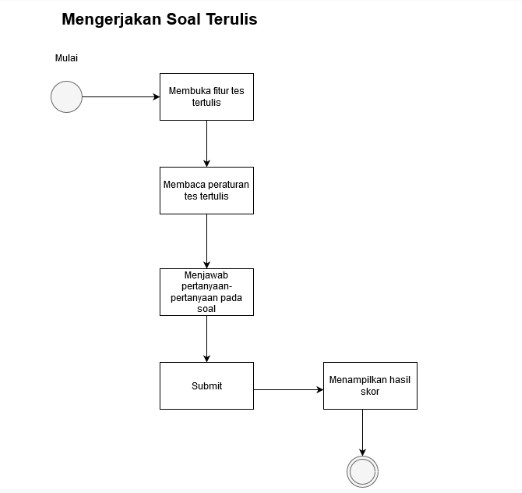 Mengerjakan Soal Terulis
Mulai
Membuka fitur tes
tertulis
Membaca peraturan
tes tertulis
Menjawab
pertanyaan-
pertanyaan pada
soal
Submit
Menampilkan hasil
skor